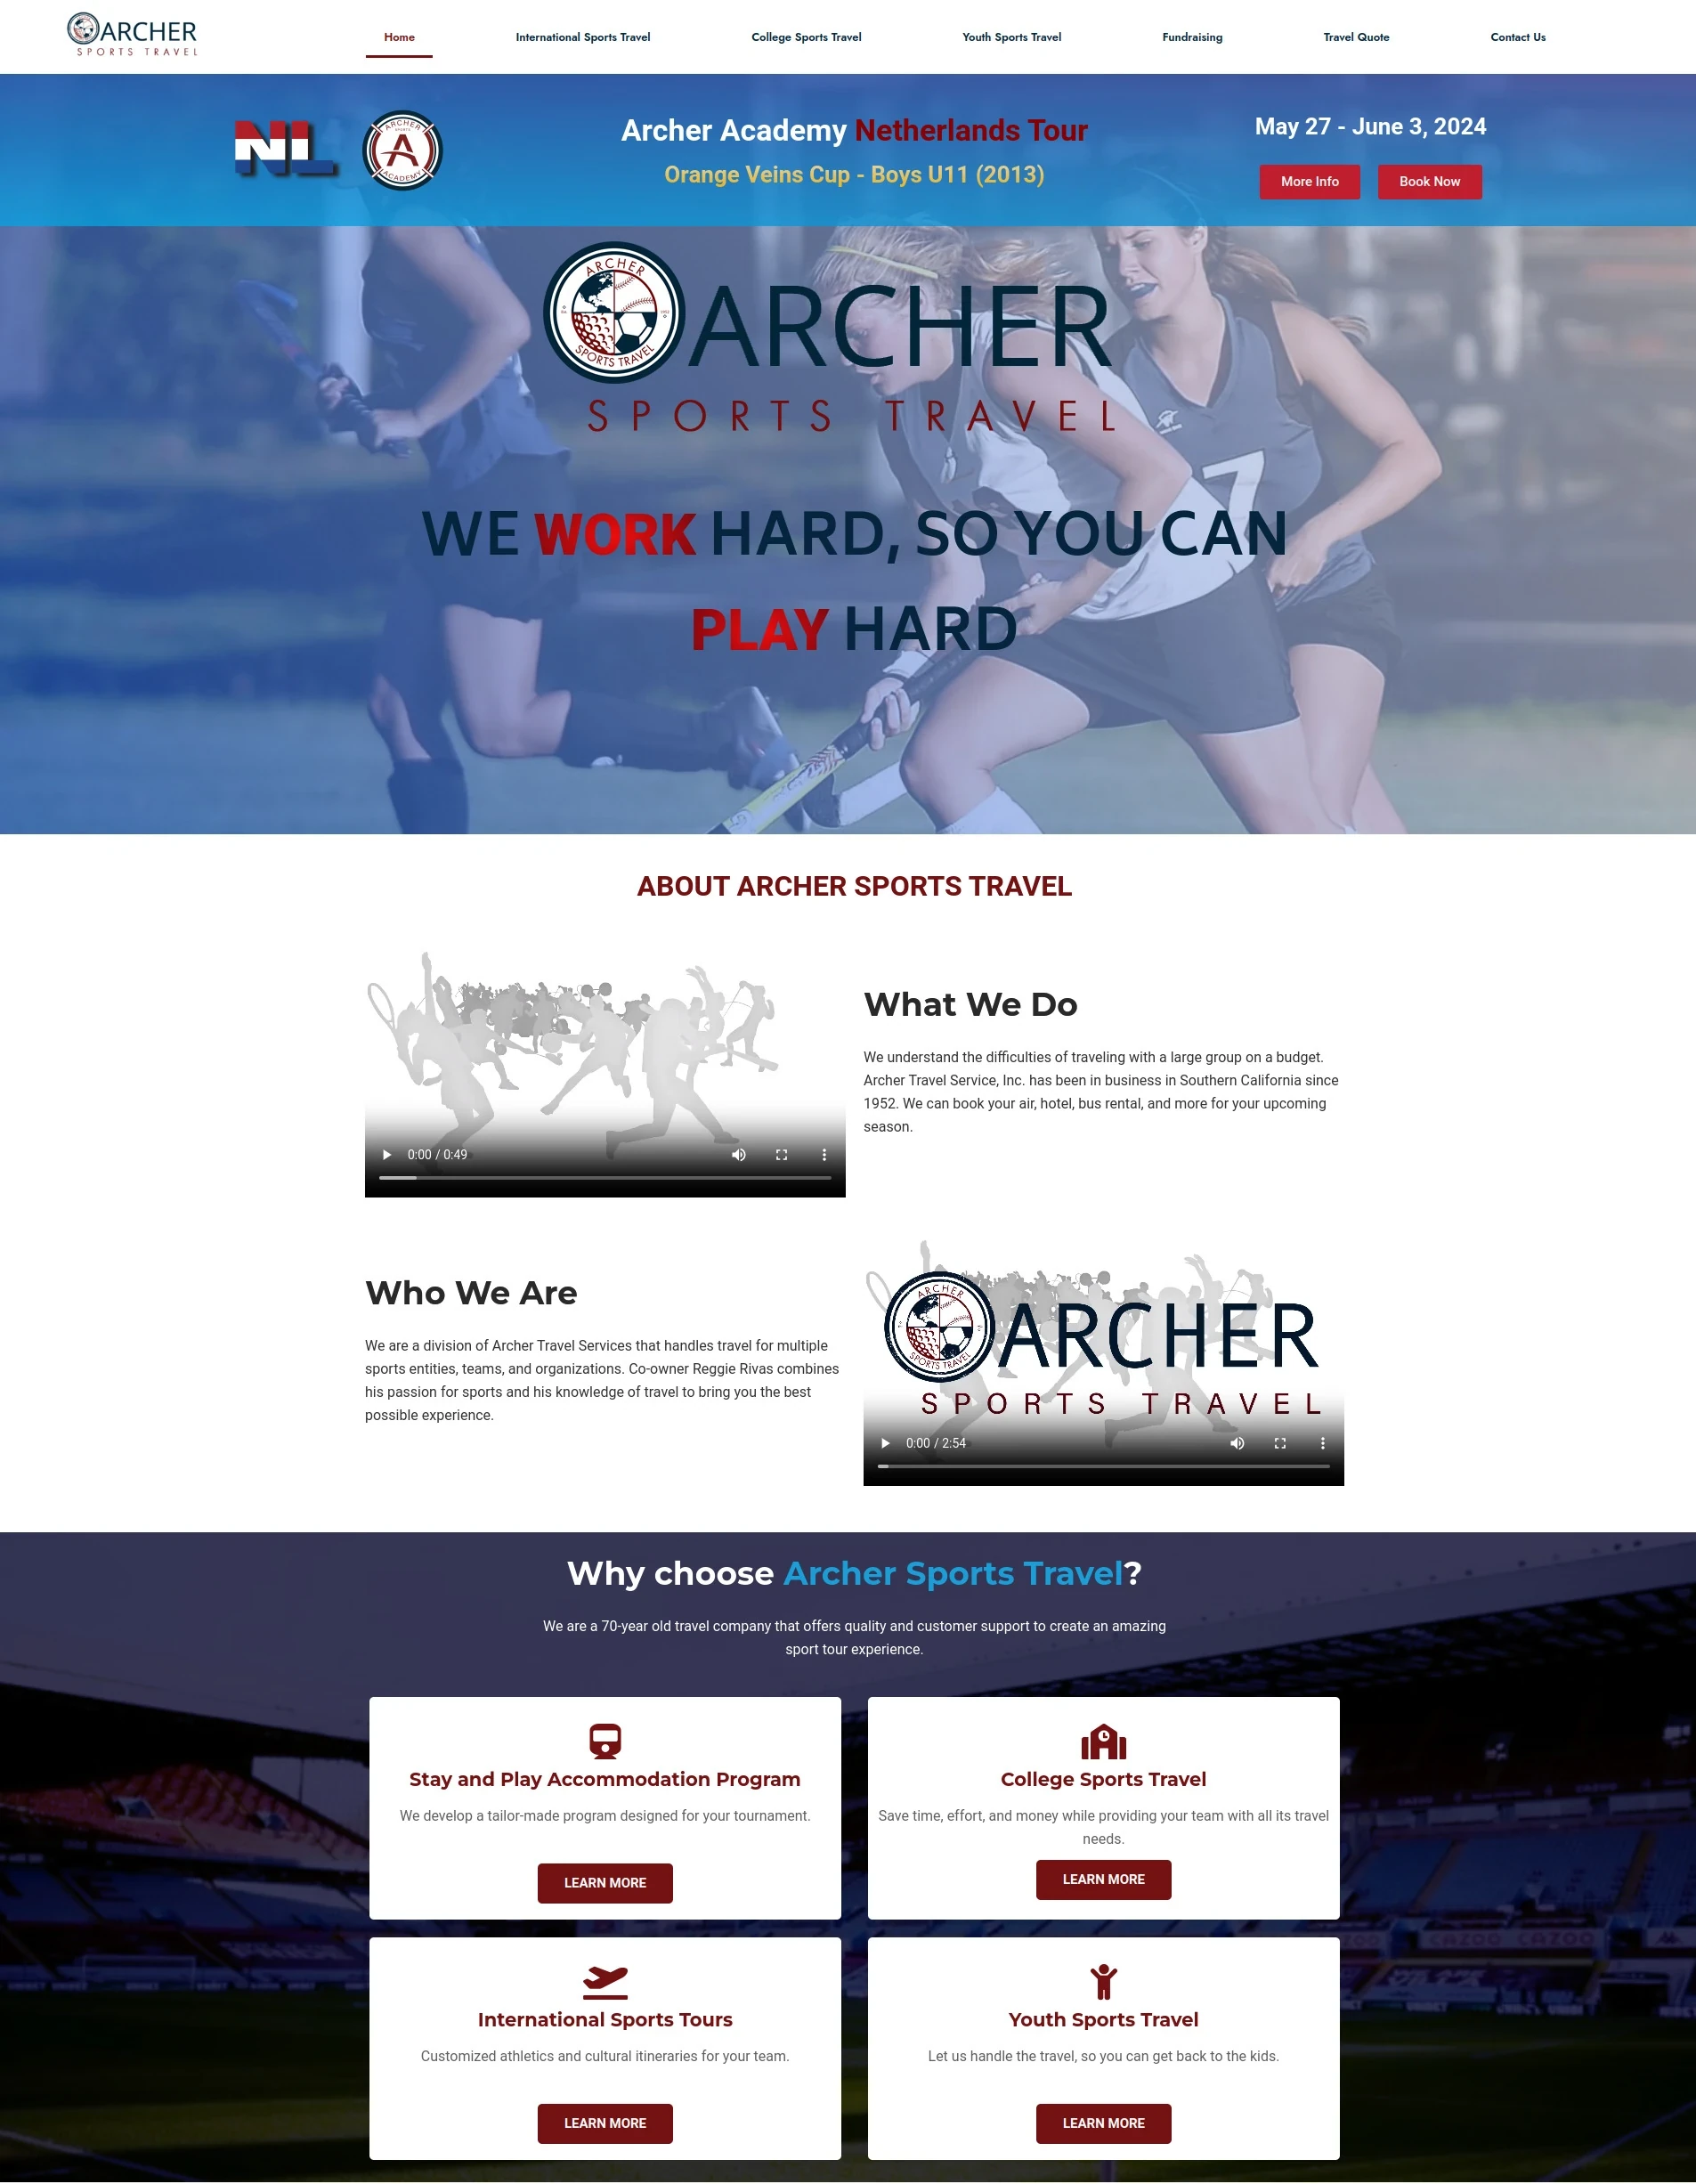 ARCHER
SPORTS TRAVEL
Home
International Sports Travel
College Sports Travel
Youth Sports Travel
Fundraising
Travel Quote
Contact Us
NL
ARCHER
SPORTS
A
ACADEMY
Archer Academy Netherlands Tour
Orange Veins Cup - Boys U11 (2013)
May 27 - June 3, 2024
More Info
Book Now
ARCHER
SPORTS TRAVEL
ARCHER
SPORTS TRAVEL
7
WE WORK HARD, SO YOU CAN
PLAY HARD
ABOUT ARCHER SPORTS TRAVEL
0:00 / 0:49
What We Do
We understand the difficulties of traveling with a large group on a budget.
Archer Travel Service, Inc. has been in business in Southern California since
1952. We can book your air, hotel, bus rental, and more for your upcoming
season.
Who We Are
We are a division of Archer Travel Services that handles travel for multiple
sports entities, teams, and organizations. Co-owner Reggie Rivas combines
his passion for sports and his knowledge of travel to bring you the best
possible experience.
ARCHER
SPORTS TRAVEL
ARCHER
SPORTS TRAVEL
0:00 / 2:54
Why choose Archer Sports Travel?
We are a 70-year old travel company that offers quality and customer support to create an amazing
sport tour experience.
Stay and Play Accommodation Program
We develop a tailor-made program designed for your tournament.
LEARN MORE
College Sports Travel
Save time, effort, and money while providing your team with all its travel
needs.
LEARN MORE
CAZOO CAZOO
International Sports Tours
Customized athletics and cultural itineraries for your team.
LEARN MORE
Youth Sports Travel
Let us handle the travel, so you can get back to the kids.
LEARN MORE